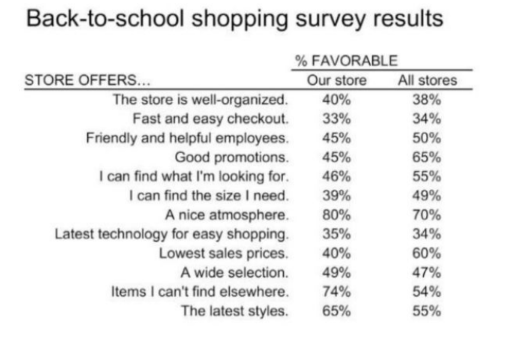 Back-to-school shopping survey results
% FAVORABLE
STORE OFFERS... Our store All stores
The store is well-organized. 40% 38%
Fast and easy checkout. 33% 34%
Friendly and helpful employees. 45% 50%
Good promotions. 45% 65%
I can find what I'm looking for. 46% 55%
I can find the size I need. 39% 49%
A nice atmosphere. 80% 70%
Latest technology for easy shopping. 35% 34%
Lowest sales prices. 40% 60%
A wide selection. 49% 47%
Items I can't find elsewhere. 74% 54%
The latest styles. 65% 55%